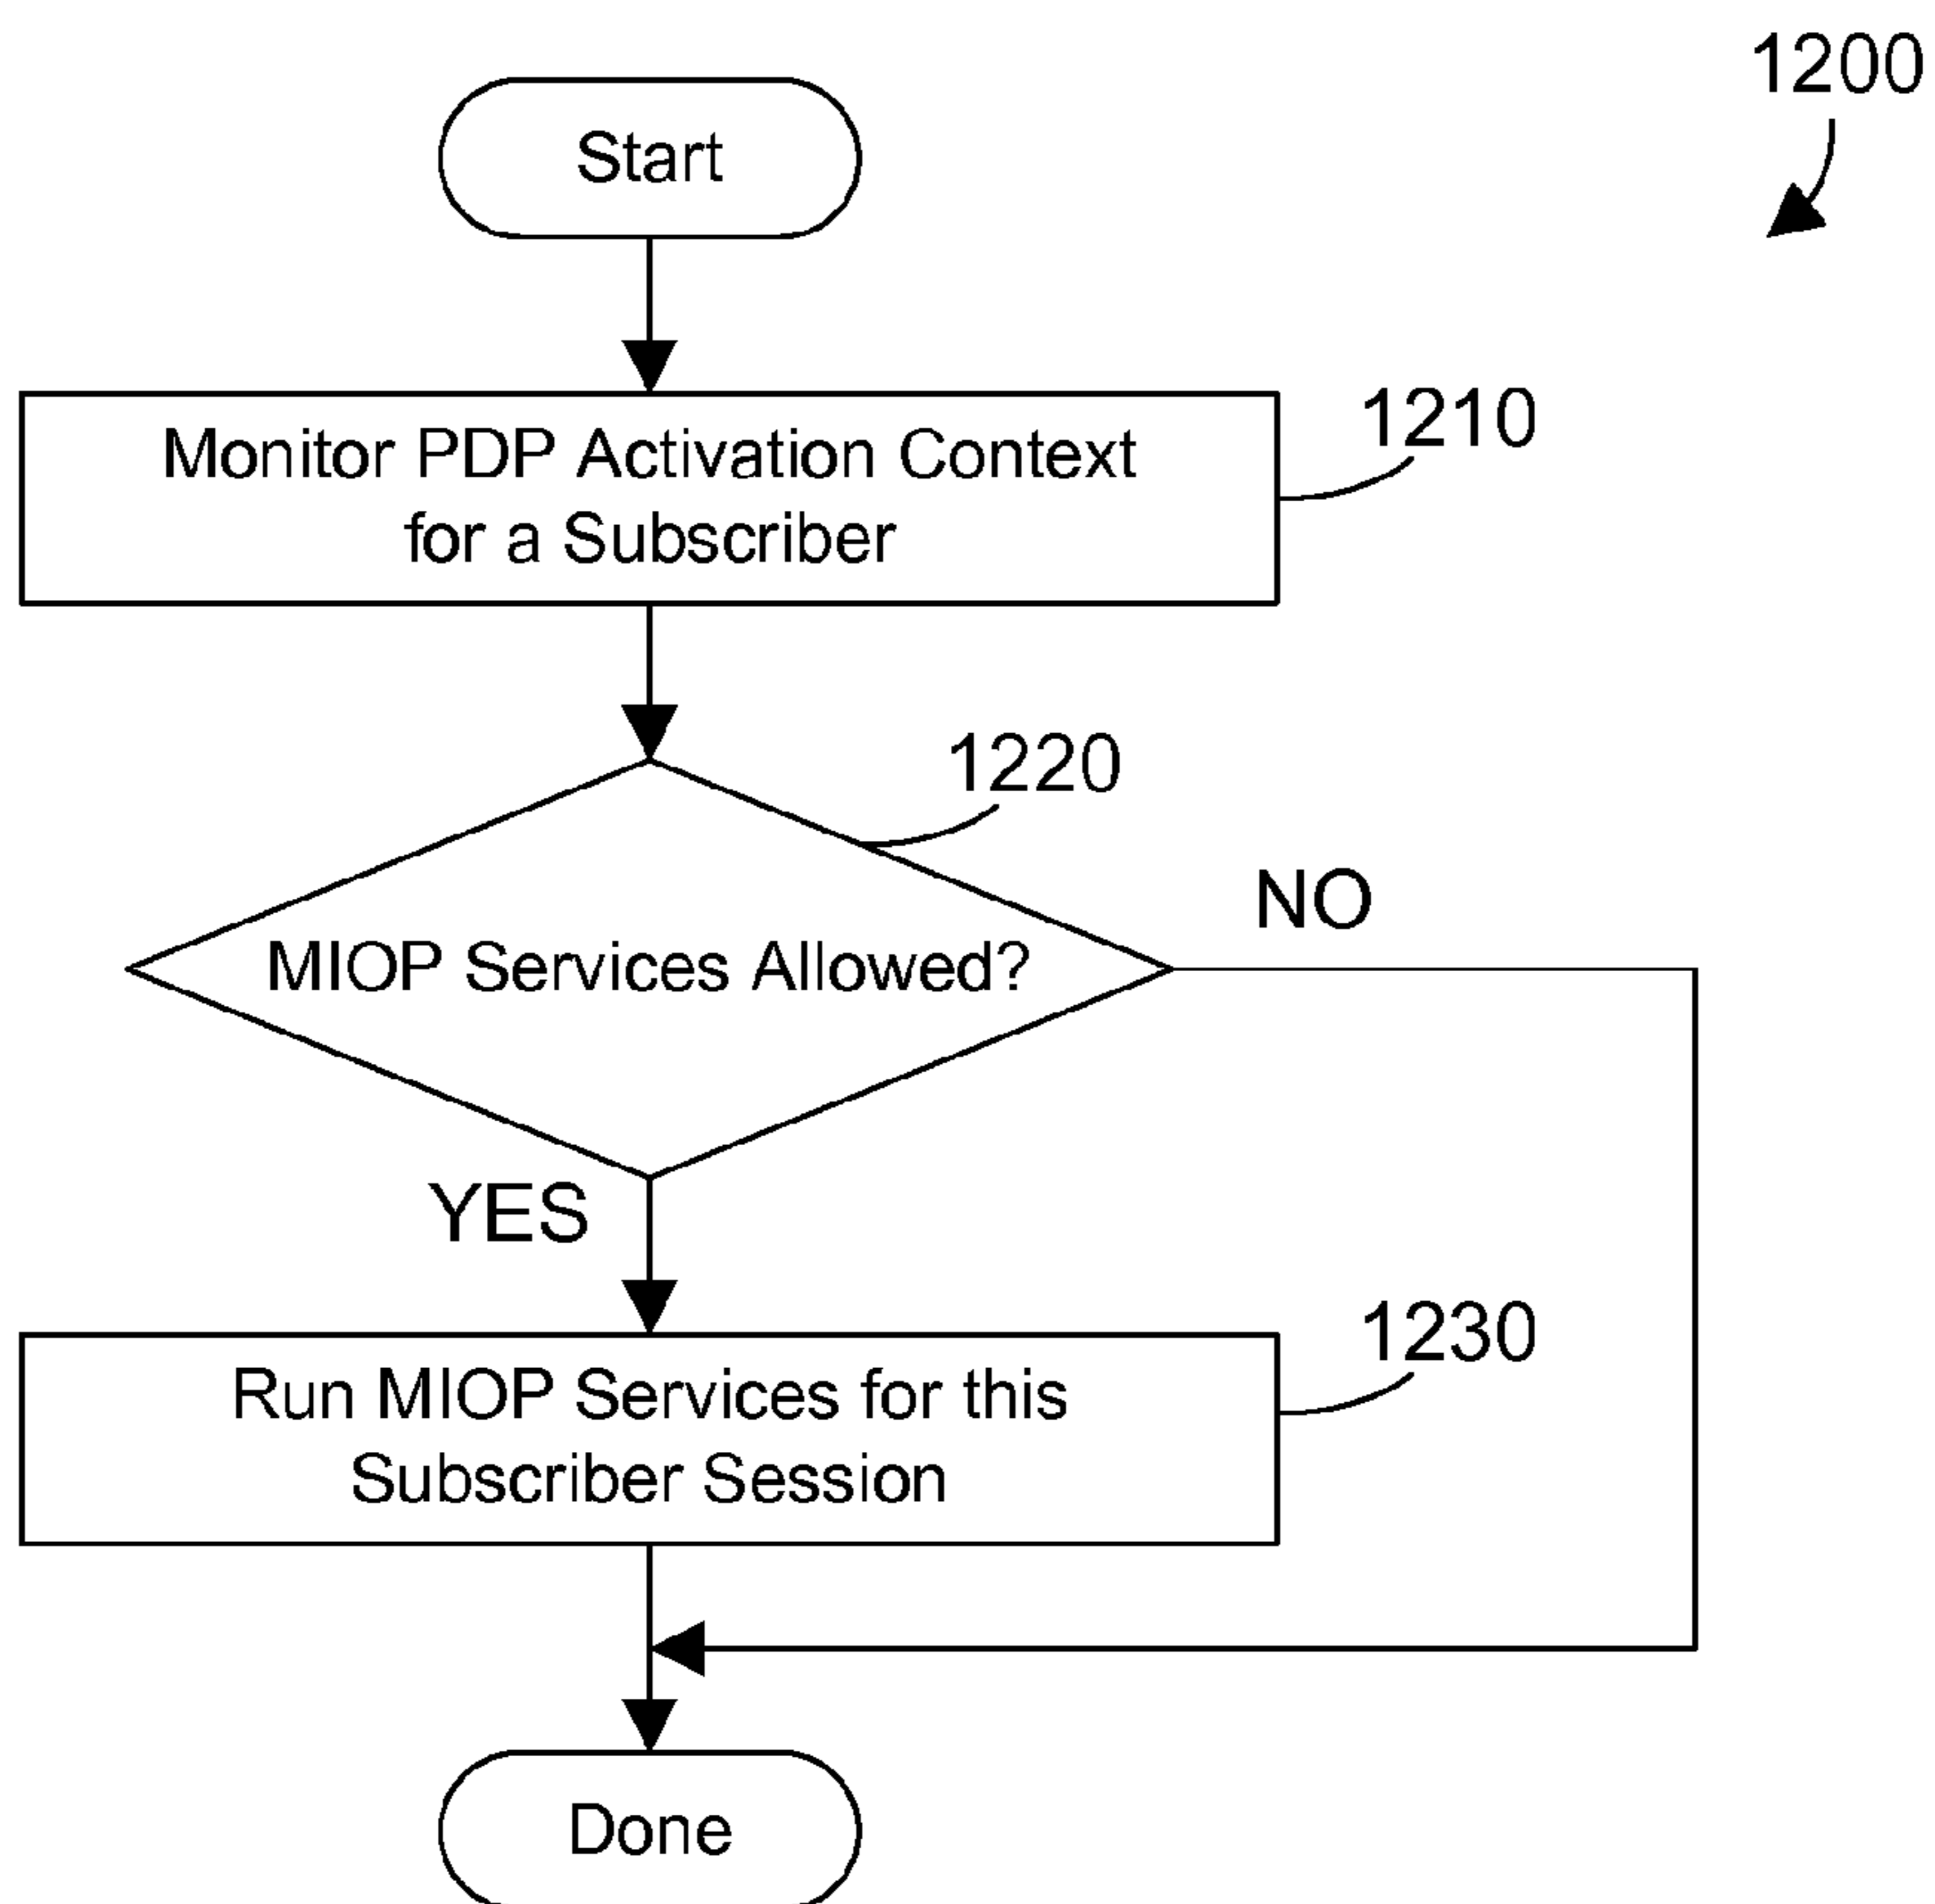 1200
Start
1210
Monitor PDP Activation Context
for a Subscriber
1220
MIOP Services Allowed?
NO
YES
1230
Run MIOP Services for this
Subscriber Session
Done